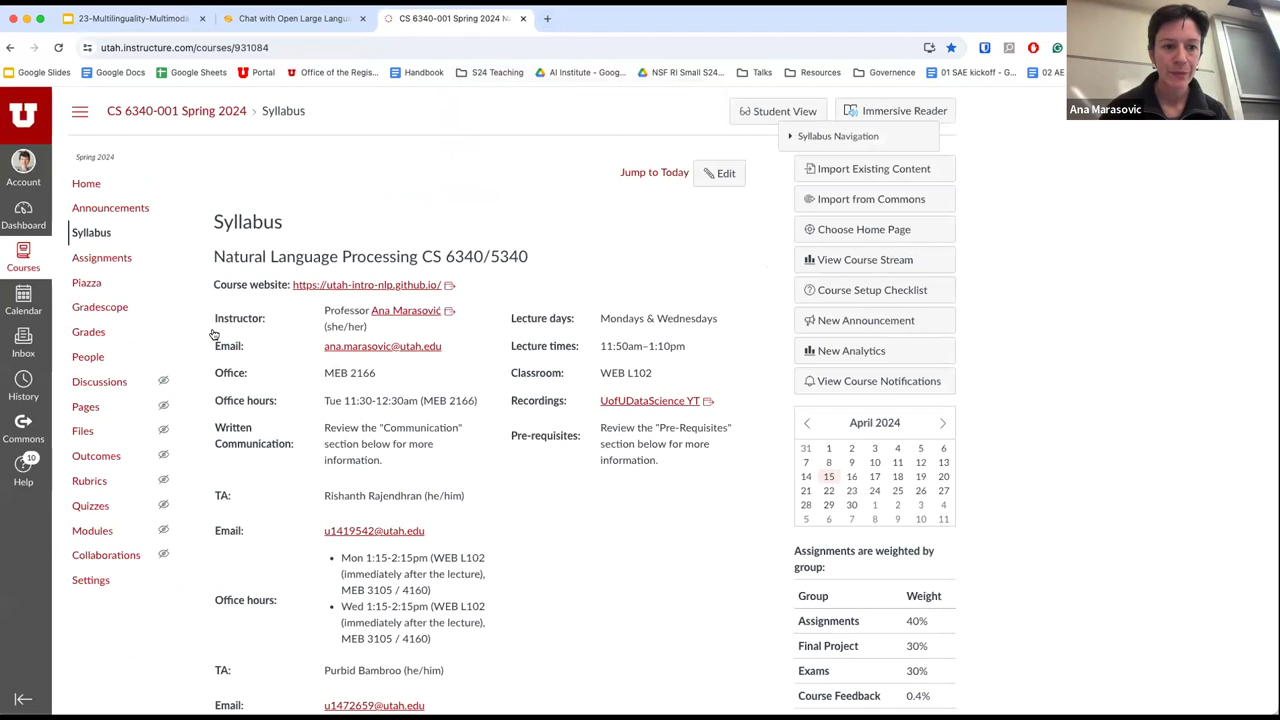 23-Multilinguality-Multimoda
Chat with Open Large Langu
CS 6340-001 Spring 2024 N
utah.instructure.com/courses/931084
Google Slides
Google Docs
Google Sheets
Portal
Office of the Regis...
Handbook
S24 Teaching
AI Institute - Goog...
NSF RI Small S24...
Talks
Resources
Governence
01 SAE kickoff - G...
02 AE
Ana Marasovic
CS 6340-001 Spring 2024 › Syllabus
Student View
Immersive Reader
Syllabus Navigation
Spring 2024
Jump to Today
Edit
Account
Dashboard
Courses
Calendar
Inbox
History
Commons
10
Help
Home
Announcements
Syllabus
Assignments
Piazza
Gradescope
Grades
People
Discussions
Pages
Files
Outcomes
Rubrics
Quizzes
Modules
Collaborations
Settings
Syllabus
Natural Language Processing CS 6340/5340
Course website: https://utah-intro-nlp.github.io/
Instructor:
Professor Ana Marasović
(she/her)
Lecture days:
Mondays & Wednesdays
Email:
ana.marasovic@utah.edu
Lecture times:
11:50am–1:10pm
Office:
MEB 2166
Classroom:
WEB L102
Office hours:
Tue 11:30-12:30am (MEB 2166)
Recordings:
UofUDataScience YT
Written
Communication:
Review the "Communication"
section below for more
information.
Pre-requisites:
Review the "Pre-Requisites"
section below for more
information.
TA:
Rishanth Rajendhran (he/him)
Email:
u1419542@utah.edu
Office hours:
Mon 1:15-2:15pm (WEB L102
(immediately after the lecture),
MEB 3105 / 4160)
Wed 1:15-2:15pm (WEB L102
(immediately after the lecture),
MEB 3105 / 4160)
TA:
Purbid Bambroo (he/him)
Email:
u1472659@utah.edu
Import Existing Content
Import from Commons
Choose Home Page
View Course Stream
Course Setup Checklist
New Announcement
New Analytics
View Course Notifications
April 2024
31 1 2 3 4 5 6
7 8 9 10 11 12 13
14 15 16 17 18 19 20
21 22 23 24 25 26 27
28 29 30 1 2 3 4
5 6 7 8 9 10 11
Assignments are weighted by
group:
Group Weight
Assignments 40%
Final Project 30%
Exams 30%
Course Feedback 0.4%